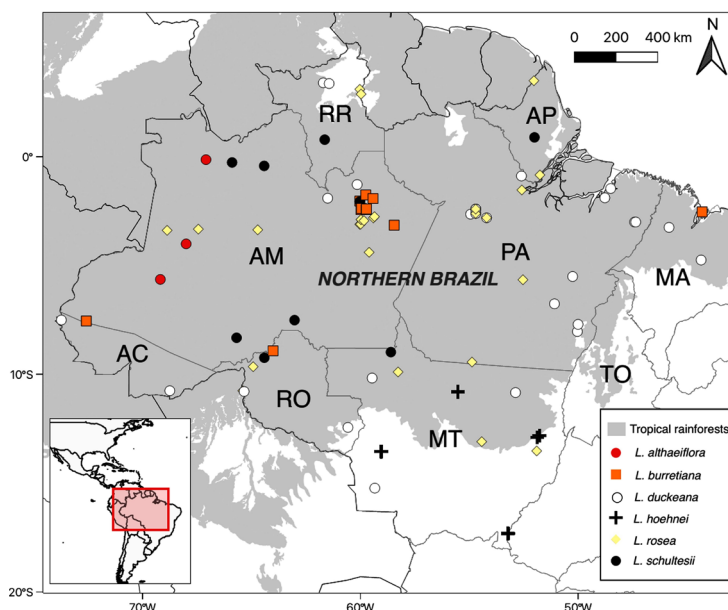 N
0 200 400 km
RR
AP
0°
AM
PA
NORTHERN BRAZIL
MA
AC
TO
10°S
RO
MT
Tropical rainforests
L. althaeiflora
L. burretiana
L. duckeana
L. hoehnei
L. rosea
L. schultesii
20°S
70°W 60°W 50°W